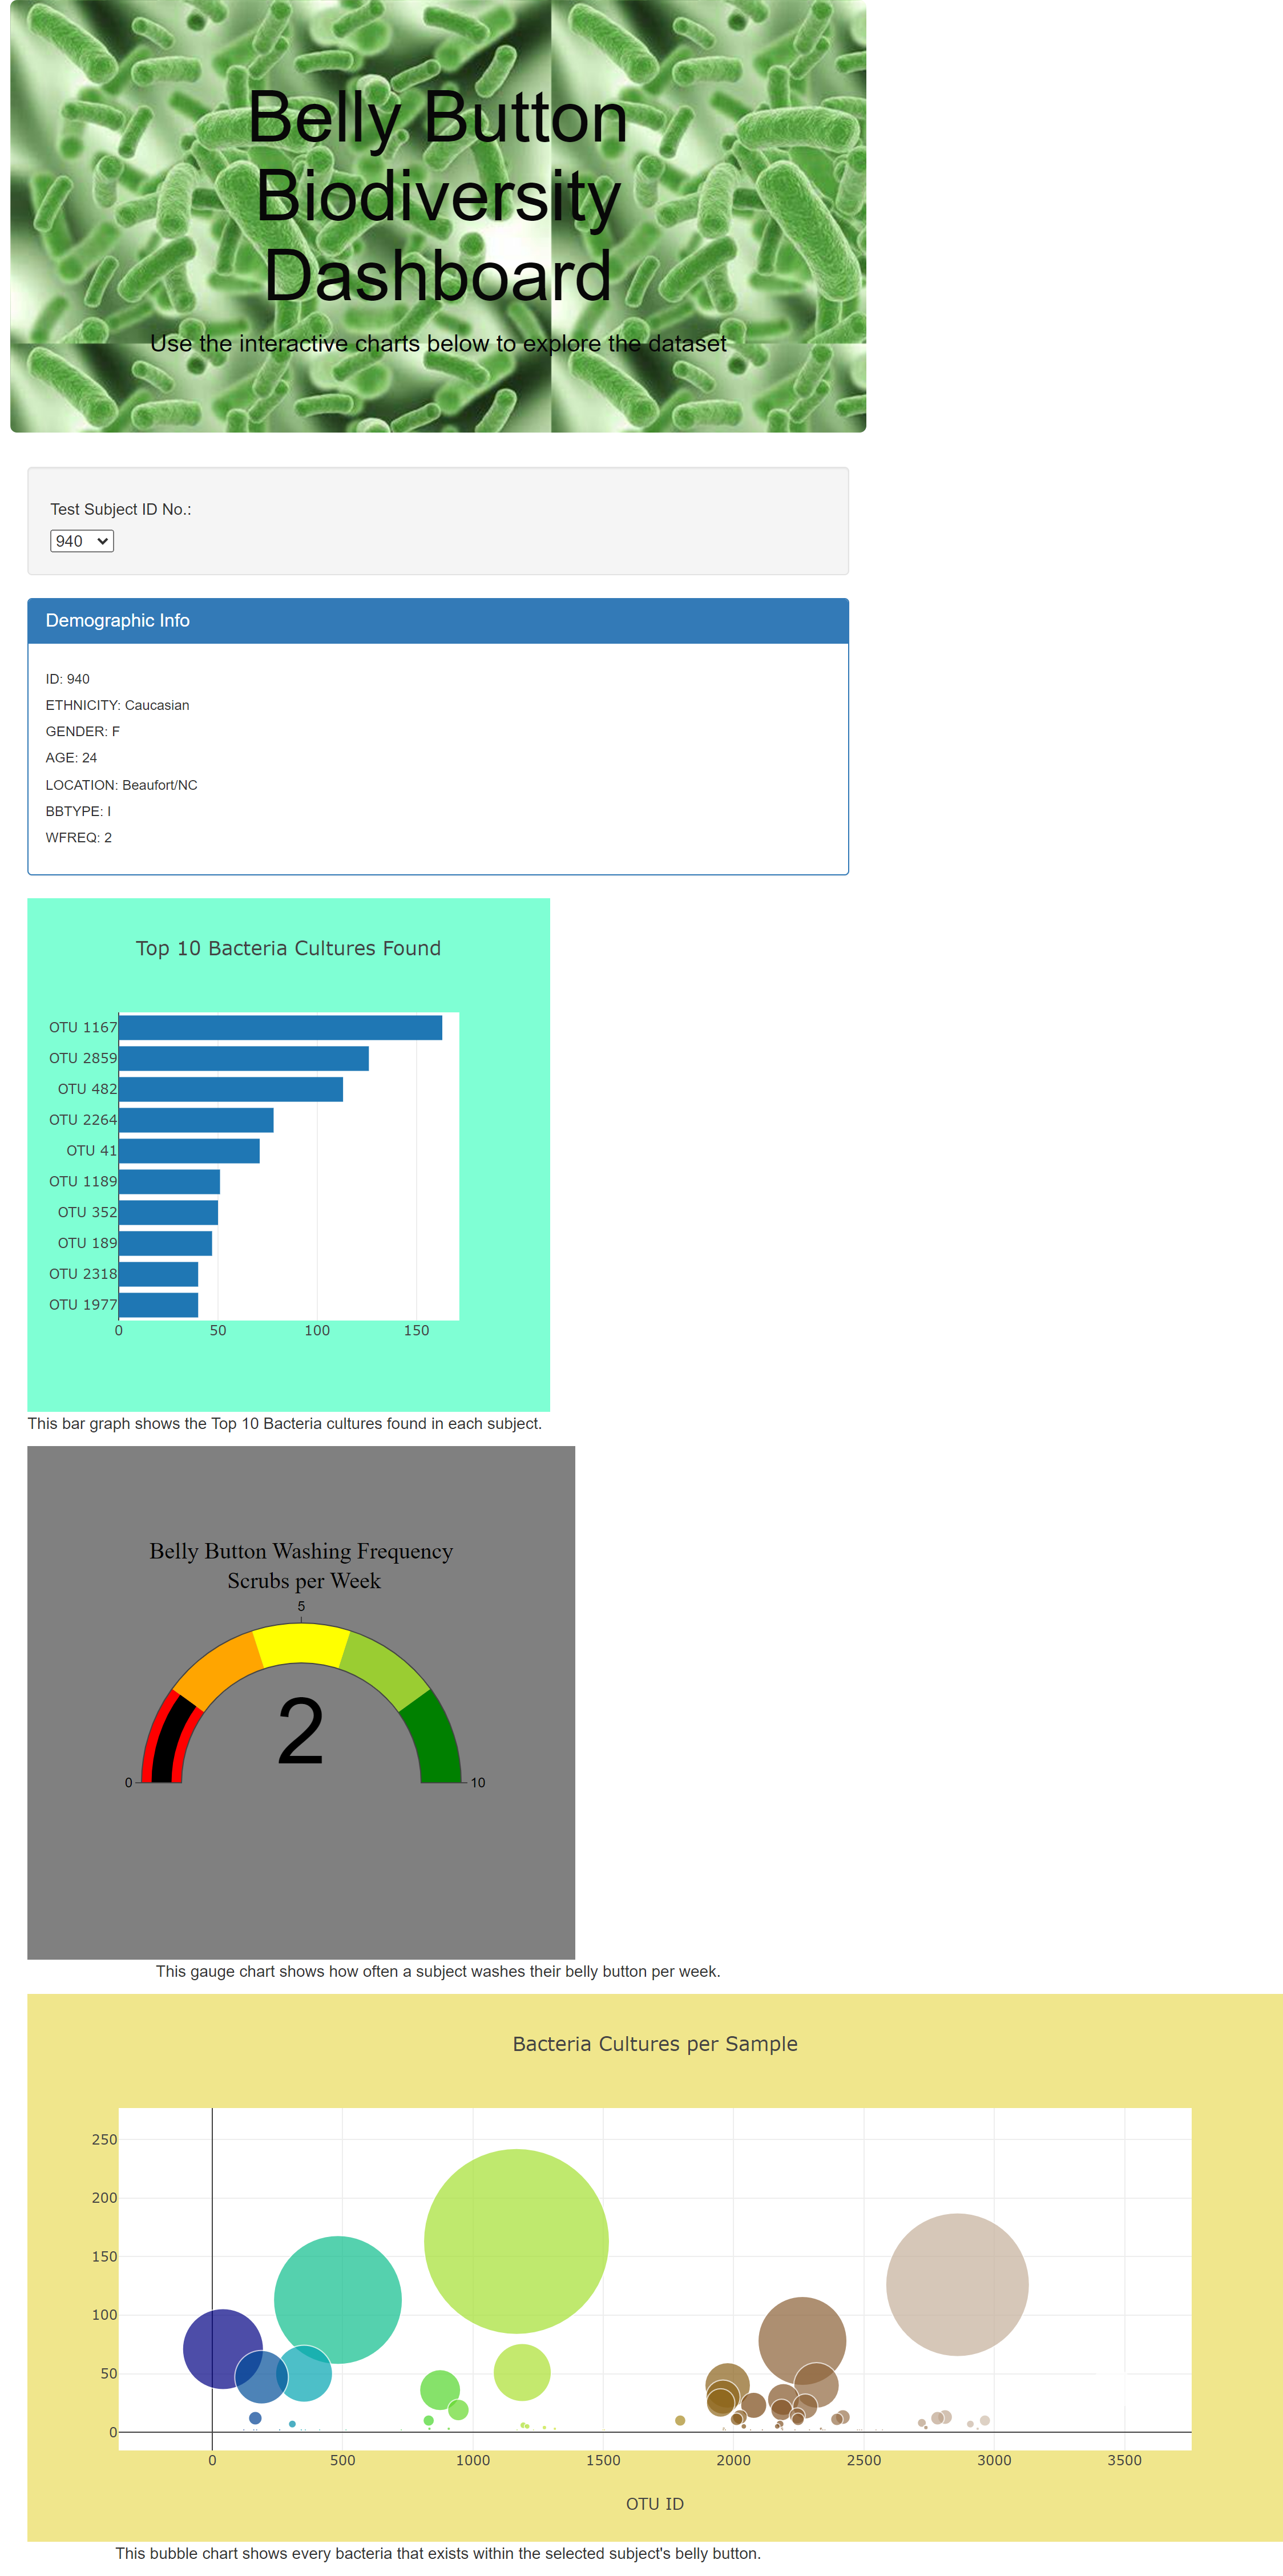 Belly Button
Biodiversity
Dashboard
Use the interactive charts below to explore the dataset
Test Subject ID No.:
940
Demographic Info
ID: 940
ETHNICITY: Caucasian
GENDER: F
AGE: 24
LOCATION: Beaufort/NC
BBTYPE: I
WFREQ: 2
Top 10 Bacteria Cultures Found
OTU 1167
OTU 2859
OTU 482
OTU 2264
OTU 41
OTU 1189
OTU 352
OTU 189
OTU 2318
OTU 1977
0 50 100 150
This bar graph shows the Top 10 Bacteria cultures found in each subject.
Belly Button Washing Frequency
Scrubs per Week
5
2
0 10
This gauge chart shows how often a subject washes their belly button per week.
Bacteria Cultures per Sample
250
200
150
100
50
0
0 500 1000 1500 2000 2500 3000 3500
OTU ID
This bubble chart shows every bacteria that exists within the selected subject's belly button.